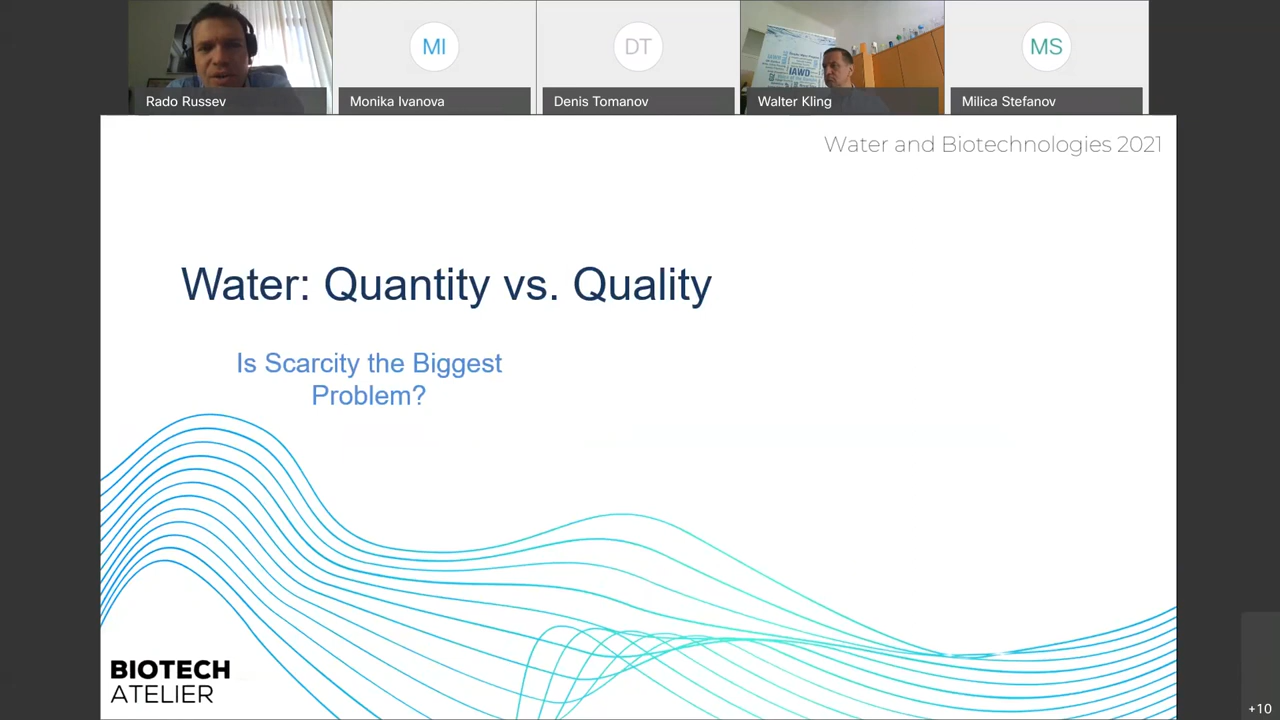 MI
DT
IAWD
MS
Rado Russev
Monika Ivanova
Denis Tomanov
Walter Kling
Milica Stefanov
Water and Biotechnologies 2021
Water: Quantity vs. Quality
Is Scarcity the Biggest
Problem?
BIOTECH
ATELIER
+10